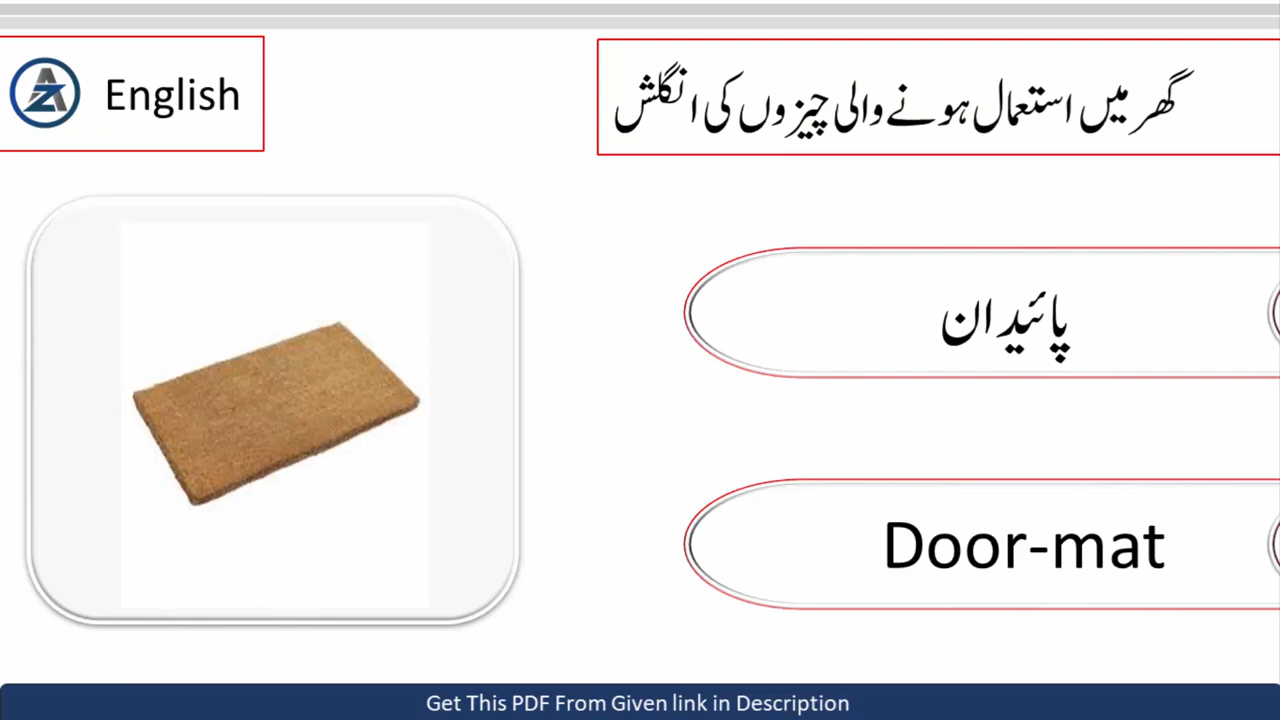 AZ English
گھر میں استعمال ہونے والی چیزوں کی انگلش
پائیدان
Door-mat
Get This PDF From Given link in Description